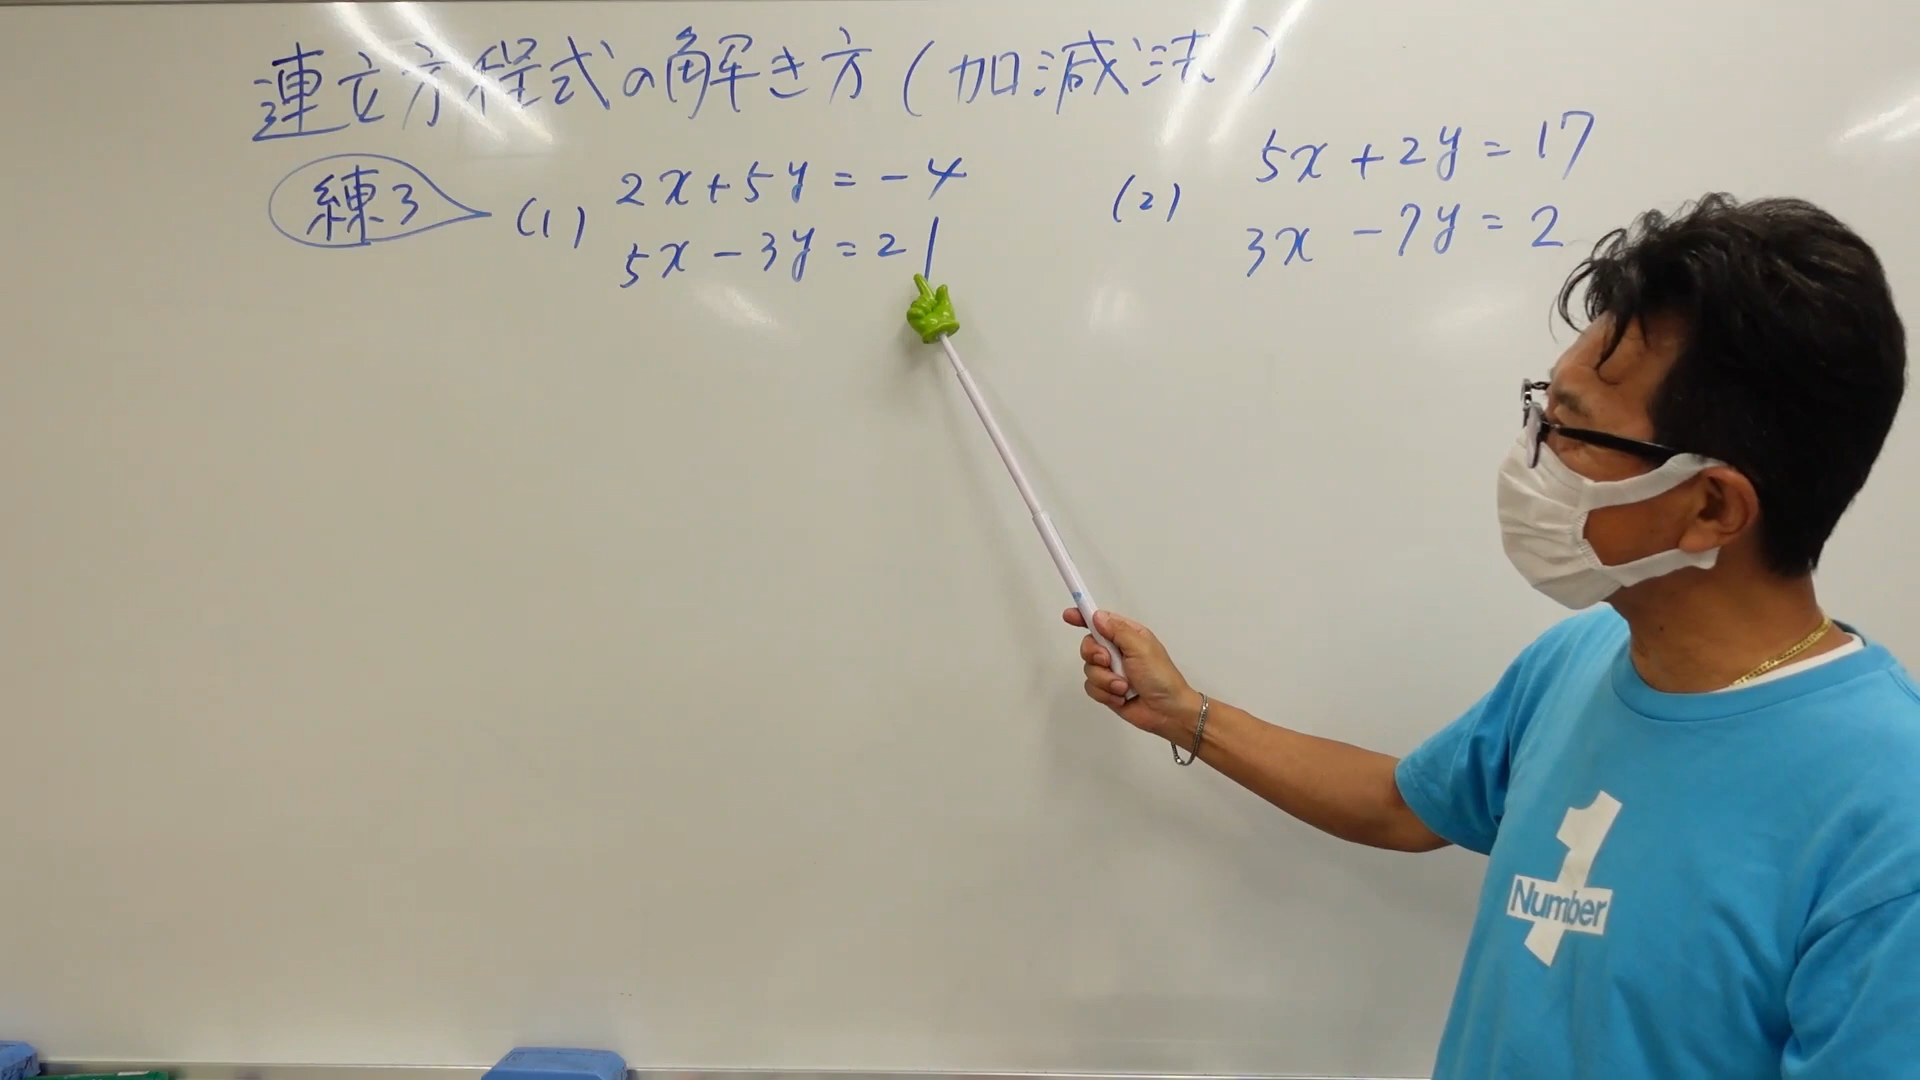 連立方程式の解き方(加減法)
練3
(1) 2x+5y=-4
5x-3y=21
(2) 5x+2y=17
3x-7y=2
1
Number